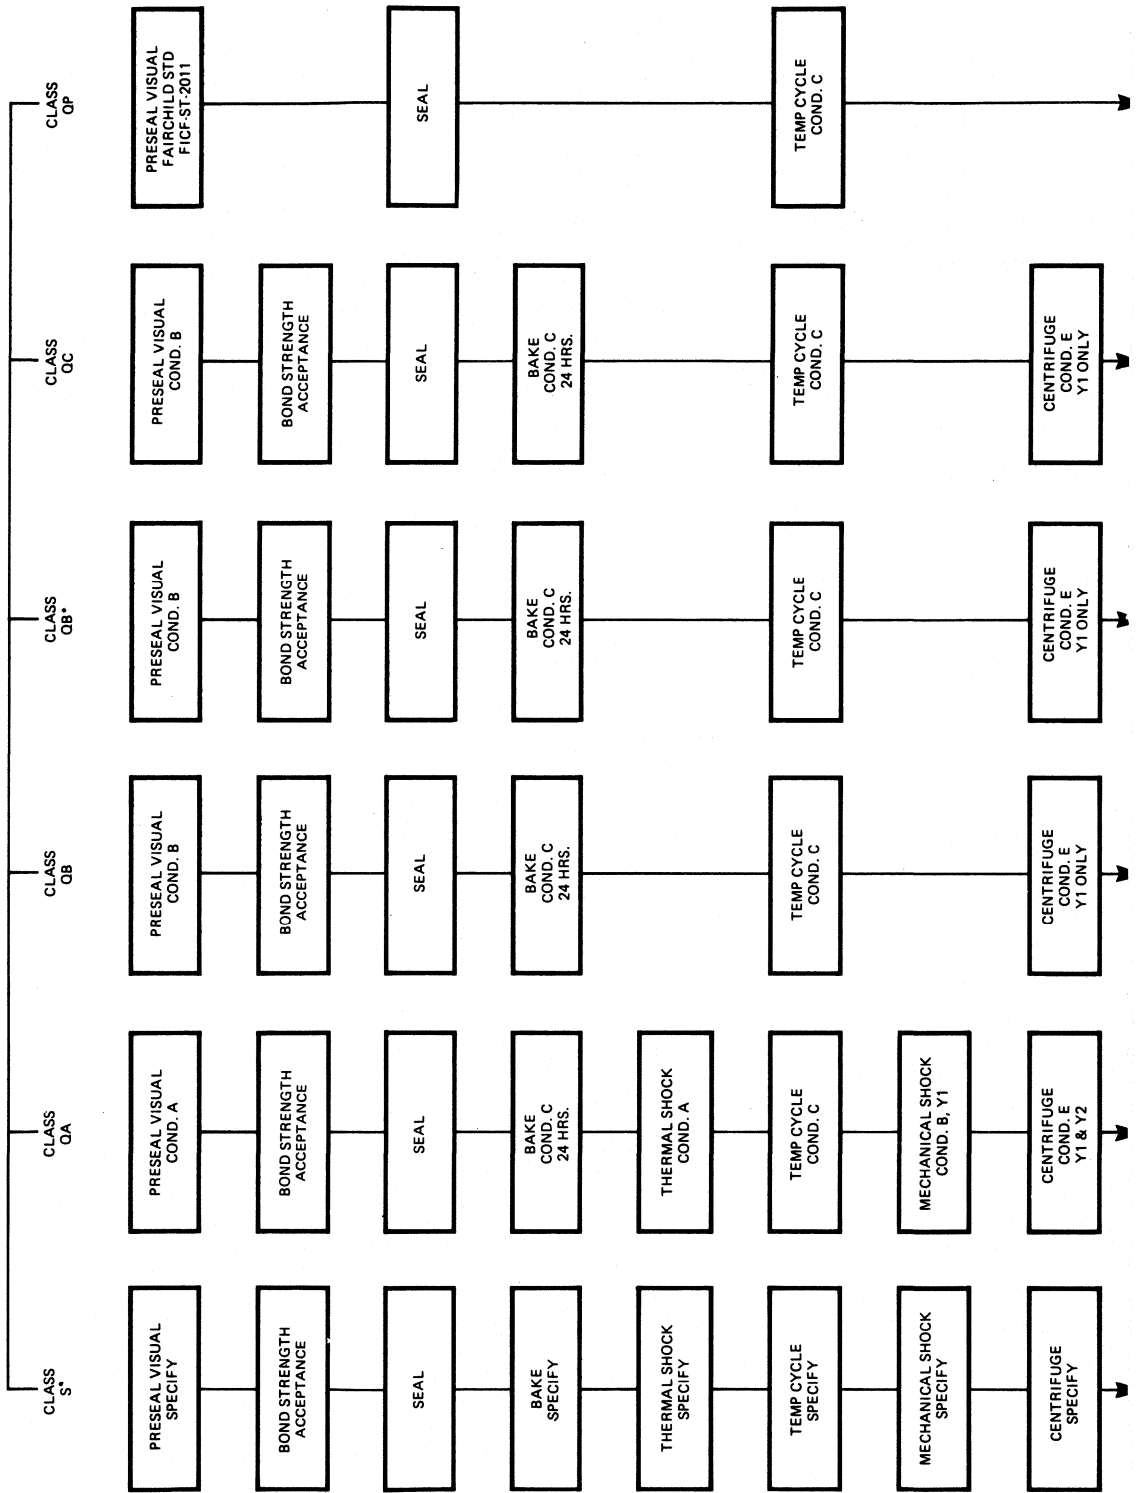 CLASS
S*
PRESEAL VISUAL
SPECIFY
BOND STRENGTH
ACCEPTANCE
SEAL
BAKE
SPECIFY
THERMAL SHOCK
SPECIFY
TEMP CYCLE
SPECIFY
MECHANICAL SHOCK
SPECIFY
CENTRIFUGE
SPECIFY
CLASS
QA
PRESEAL VISUAL
COND. A
BOND STRENGTH
ACCEPTANCE
SEAL
BAKE
COND. C
24 HRS.
THERMAL SHOCK
COND. A
TEMP CYCLE
COND. C
MECHANICAL SHOCK
COND. B, Y1
CENTRIFUGE
COND. E
Y1 & Y2
CLASS
QB
PRESEAL VISUAL
COND. B
BOND STRENGTH
ACCEPTANCE
SEAL
BAKE
COND. C
24 HRS.
TEMP CYCLE
COND. C
CENTRIFUGE
COND. E
Y1 ONLY
CLASS
QB*
PRESEAL VISUAL
COND. B
BOND STRENGTH
ACCEPTANCE
SEAL
BAKE
COND. C
24 HRS.
TEMP CYCLE
COND. C
CENTRIFUGE
COND. E
Y1 ONLY
CLASS
QC
PRESEAL VISUAL
COND. B
BOND STRENGTH
ACCEPTANCE
SEAL
BAKE
COND. C
24 HRS.
TEMP CYCLE
COND. C
CENTRIFUGE
COND. E
Y1 ONLY
CLASS
QP
PRESEAL VISUAL
FAIRCHILD STD
FICF-ST-2011
SEAL
TEMP CYCLE
COND. C